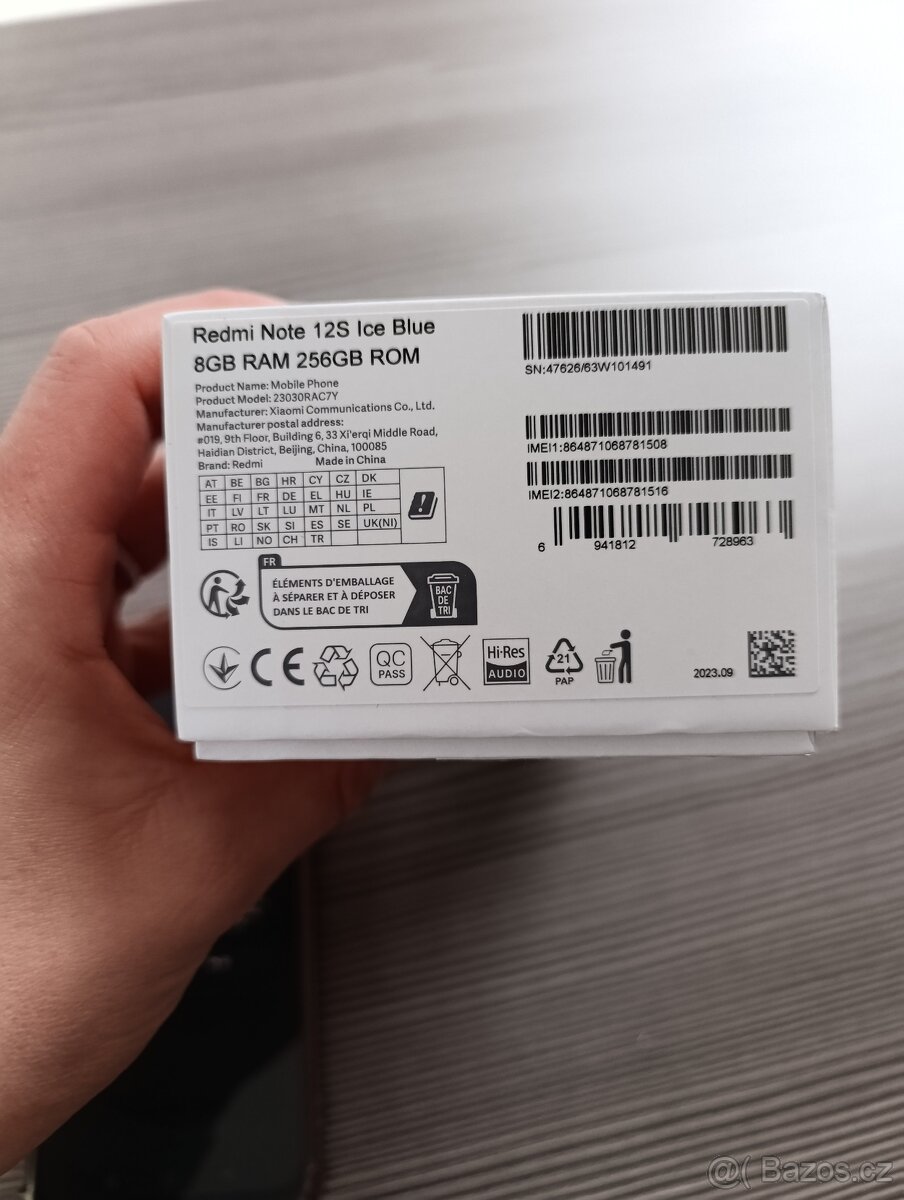 Redmi Note 12S Ice Blue
8GB RAM 256GB ROM
Product Name: Mobile Phone
Product Model: 23030RAC7Y
Manufacturer: Xiaomi Communications Co., Ltd.
Manufacturer postal address:
#019, 9th Floor, Building 6, 33 Xi'erqi Middle Road,
Haidian District, Beijing, China, 100085
Brand: Redmi Made in China
AT BE BG HR CY CZ DK
EE FI FR DE EL HU IE
IT LV LT LU MT NL PL
PT RO SK SI ES SE UK(NI)
IS LI NO CH TR
SN:47626/63W101491
IMEI1:864871068781508
IMEI2:864871068781516
6 941812 728963
FR
ÉLÉMENTS D'EMBALLAGE
À SÉPARER ET À DÉPOSER
DANS LE BAC DE TRI
BAC
DE
TRI
CE
QC
PASS
Hi-Res
AUDIO
21
PAP
2023.09
@( Bazos.cz